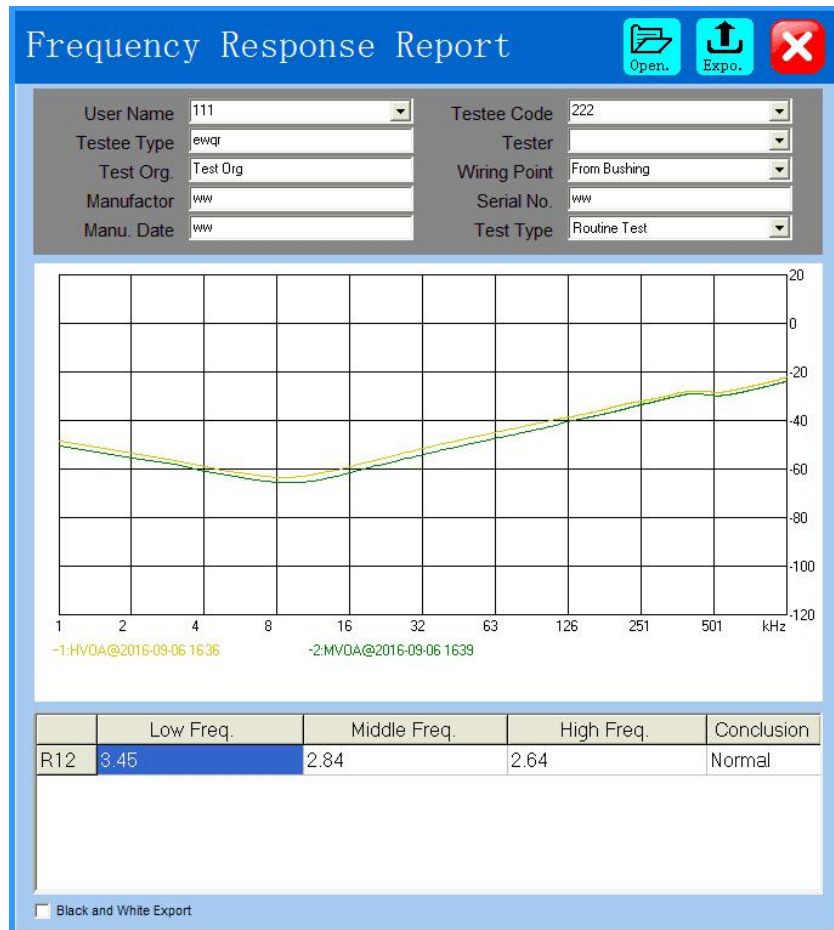 Frequency Response Report
Open. Expo.
User Name 111 Testee Code 222
Testee Type ewqr Tester
Test Org. Test Org Wiring Point From Bushing
Manufactor ww Serial No. ww
Manu. Date ww Test Type Routine Test
20
0
-20
-40
-60
-80
-100
-120
1 2 4 8 16 32 63 126 251 501 kHz
-1:HVOA@2016-09-06 1636 -2:MVOA@2016-09-06 1639
Low Freq. Middle Freq. High Freq. Conclusion
R12 3.45 2.84 2.64 Normal
Black and White Export